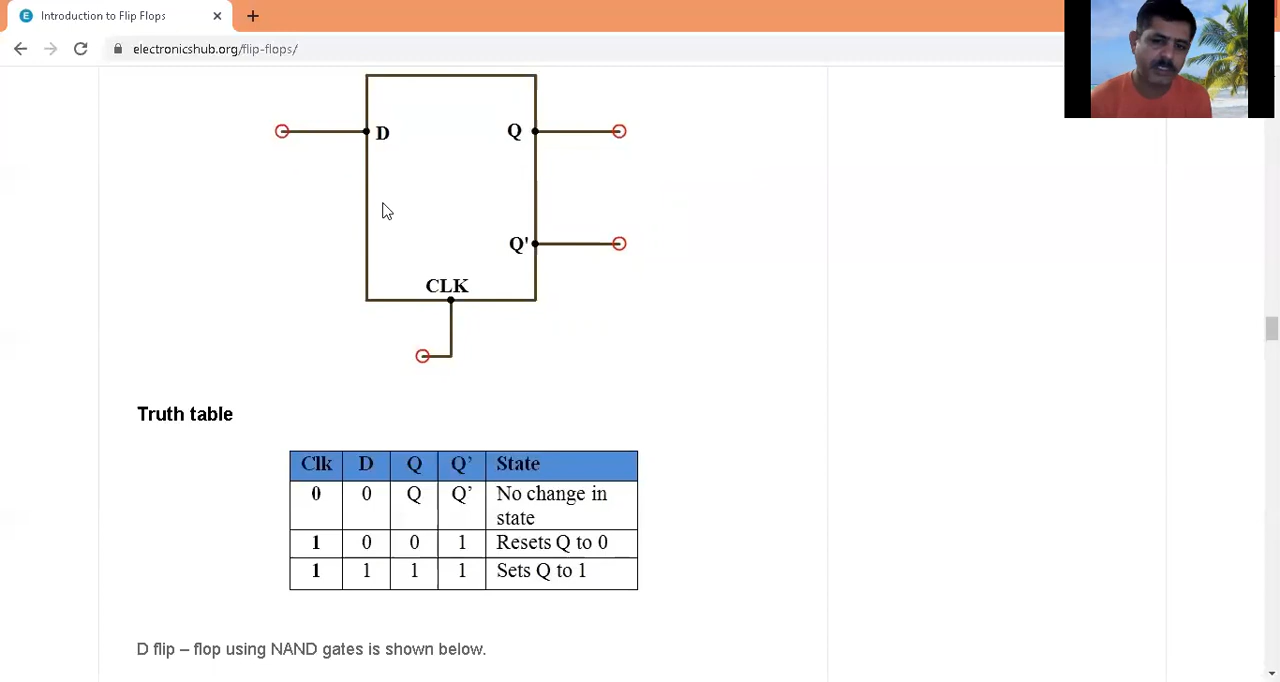 Introduction to Flip Flops
electronicshub.org/flip-flops/
D
Q
Q'
CLK
Truth table
Clk D Q Q’ State
0 0 Q Q’ No change in
state
1 0 0 1 Resets Q to 0
1 1 1 1 Sets Q to 1
D flip – flop using NAND gates is shown below.